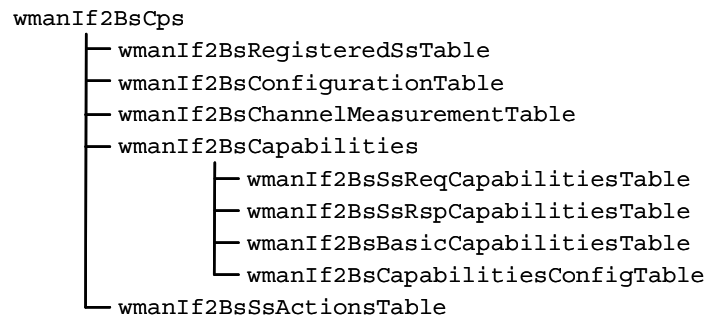 wmanIf2BsCps
wmanIf2BsRegisteredSsTable
wmanIf2BsConfigurationTable
wmanIf2BsChannelMeasurementTable
wmanIf2BsCapabilities
wmanIf2BsSsReqCapabilitiesTable
wmanIf2BsSsRspCapabilitiesTable
wmanIf2BsBasicCapabilitiesTable
wmanIf2BsCapabilitiesConfigTable
wmanIf2BsSsActionsTable